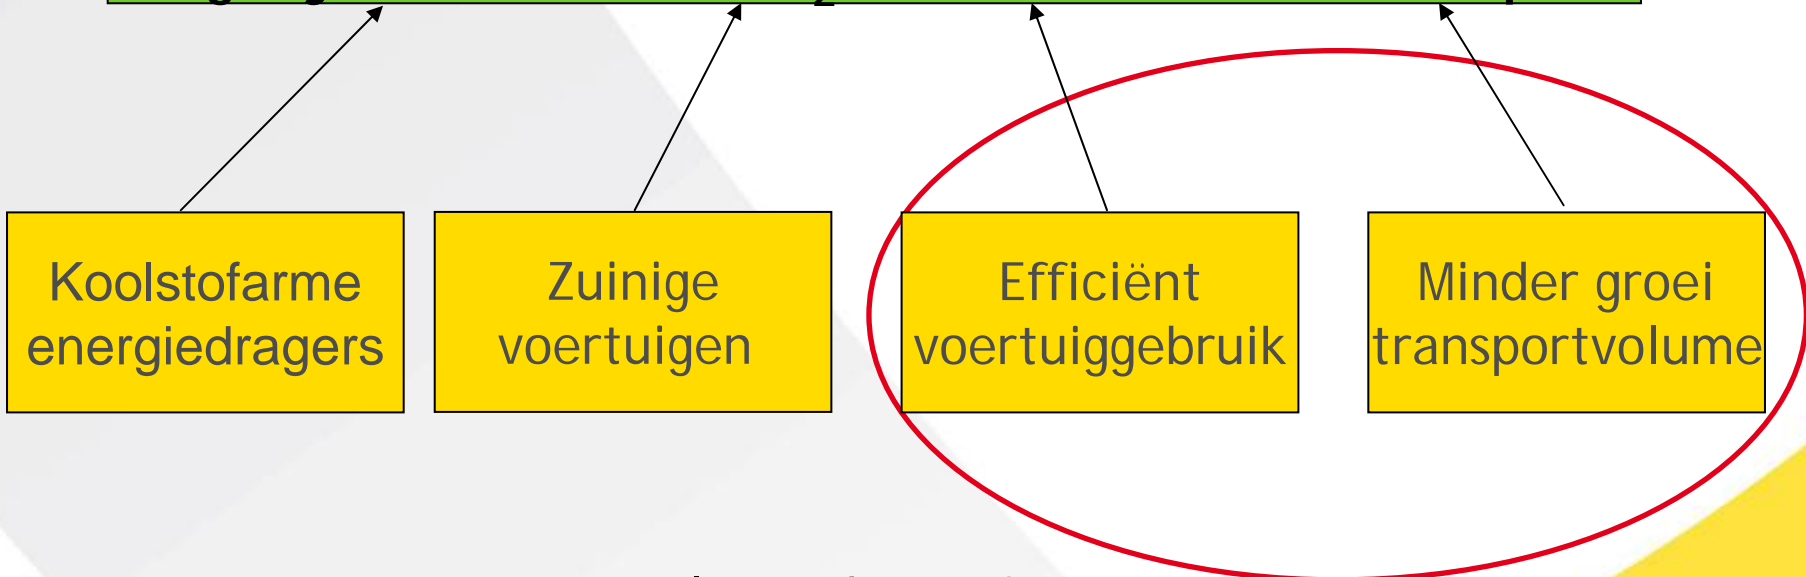 Koolstofarme
energiedragers
Zuinige
voertuigen
Efficiënt
voertuiggebruik
Minder groei
transportvolume